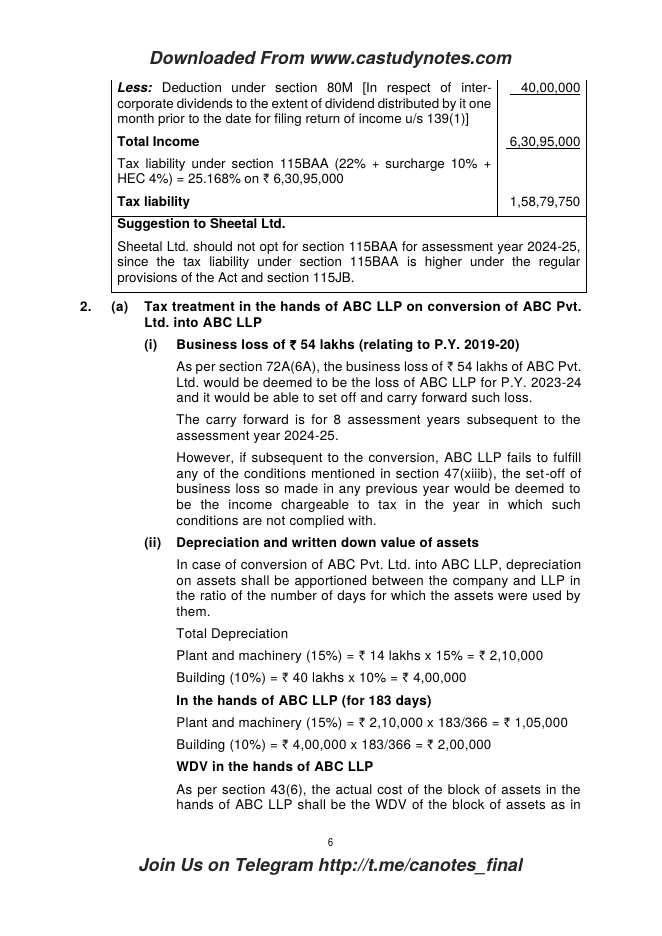 Downloaded From www.castudynotes.com
Less: Deduction under section 80M [In respect of inter- 40,00,000
corporate dividends to the extent of dividend distributed by it one
month prior to the date for filing return of income u/s 139(1)]
Total Income 6,30,95,000
Tax liability under section 115BAA (22% + surcharge 10% +
HEC 4%) = 25.168% on ₹ 6,30,95,000
Tax liability 1,58,79,750
Suggestion to Sheetal Ltd.
Sheetal Ltd. should not opt for section 115BAA for assessment year 2024-25,
since the tax liability under section 115BAA is higher under the regular
provisions of the Act and section 115JB.
2. (a) Tax treatment in the hands of ABC LLP on conversion of ABC Pvt.
Ltd. into ABC LLP
(i) Business loss of ₹ 54 lakhs (relating to P.Y. 2019-20)
As per section 72A(6A), the business loss of ₹ 54 lakhs of ABC Pvt.
Ltd. would be deemed to be the loss of ABC LLP for P.Y. 2023-24
and it would be able to set off and carry forward such loss.
The carry forward is for 8 assessment years subsequent to the
assessment year 2024-25.
However, if subsequent to the conversion, ABC LLP fails to fulfill
any of the conditions mentioned in section 47(xiiib), the set-off of
business loss so made in any previous year would be deemed to
be the income chargeable to tax in the year in which such
conditions are not complied with.
(ii) Depreciation and written down value of assets
In case of conversion of ABC Pvt. Ltd. into ABC LLP, depreciation
on assets shall be apportioned between the company and LLP in
the ratio of the number of days for which the assets were used by
them.
Total Depreciation
Plant and machinery (15%) = ₹ 14 lakhs x 15% = ₹ 2,10,000
Building (10%) = ₹ 40 lakhs x 10% = ₹ 4,00,000
In the hands of ABC LLP (for 183 days)
Plant and machinery (15%) = ₹ 2,10,000 x 183/366 = ₹ 1,05,000
Building (10%) = ₹ 4,00,000 x 183/366 = ₹ 2,00,000
WDV in the hands of ABC LLP
As per section 43(6), the actual cost of the block of assets in the
hands of ABC LLP shall be the WDV of the block of assets as in
6
Join Us on Telegram http://t.me/canotes_final